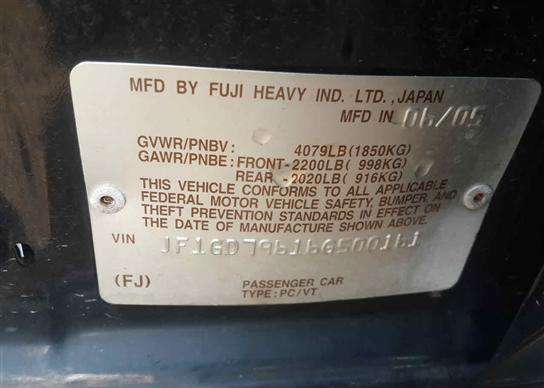 MFD BY FUJI HEAVY IND. LTD., JAPAN
MFD IN 06/05
GVWR/PNBV: 4079LB(1850KG)
GAWR/PNBE: FRONT-2200LB( 998KG)
REAR -2020LB( 916KG)
THIS VEHICLE CONFORMS TO ALL APPLICABLE
FEDERAL MOTOR VEHICLE SAFETY, BUMPER, AND
THEFT PREVENTION STANDARDS IN EFFECT ON
THE DATE OF MANUFACTURE SHOWN ABOVE.
VIN JF1GD79616G500161
(FJ) PASSENGER CAR
TYPE: PC/VT